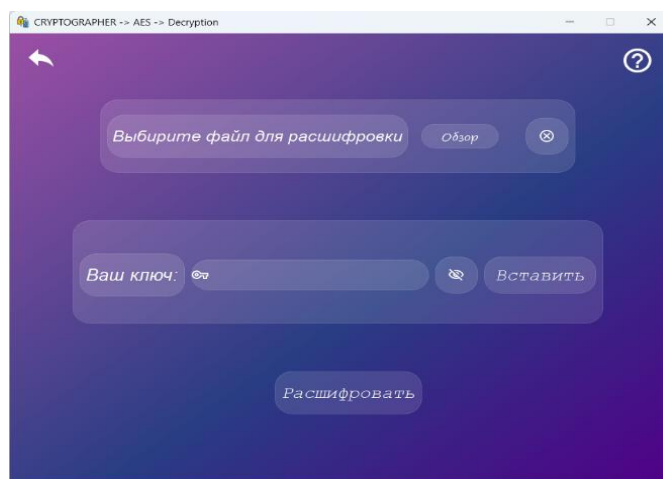 CRYPTOGRAPHER -> AES -> Decryption
Выбирите файл для расшифровки Обзор
Ваш ключ: Вставить
Расшифровать